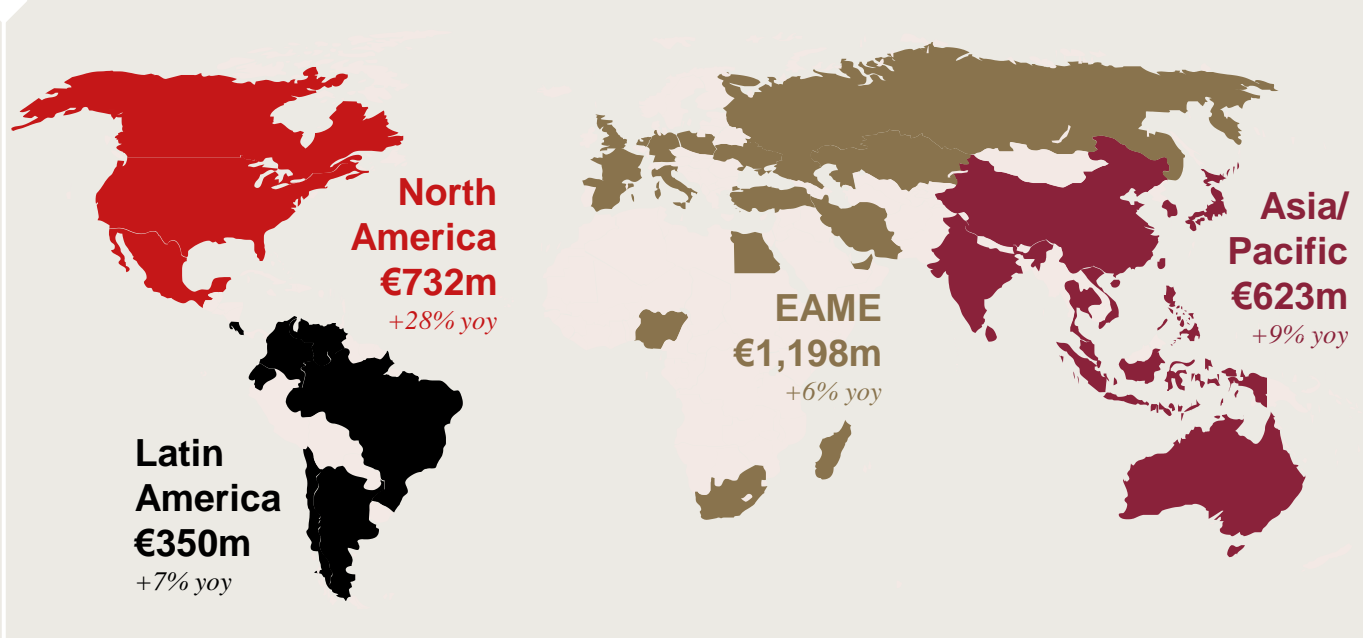 North
America
€732m
+28% yoy
Asia/
Pacific
€623m
+9% yoy
EAME
€1,198m
+6% yoy
Latin
America
€350m
+7% yoy